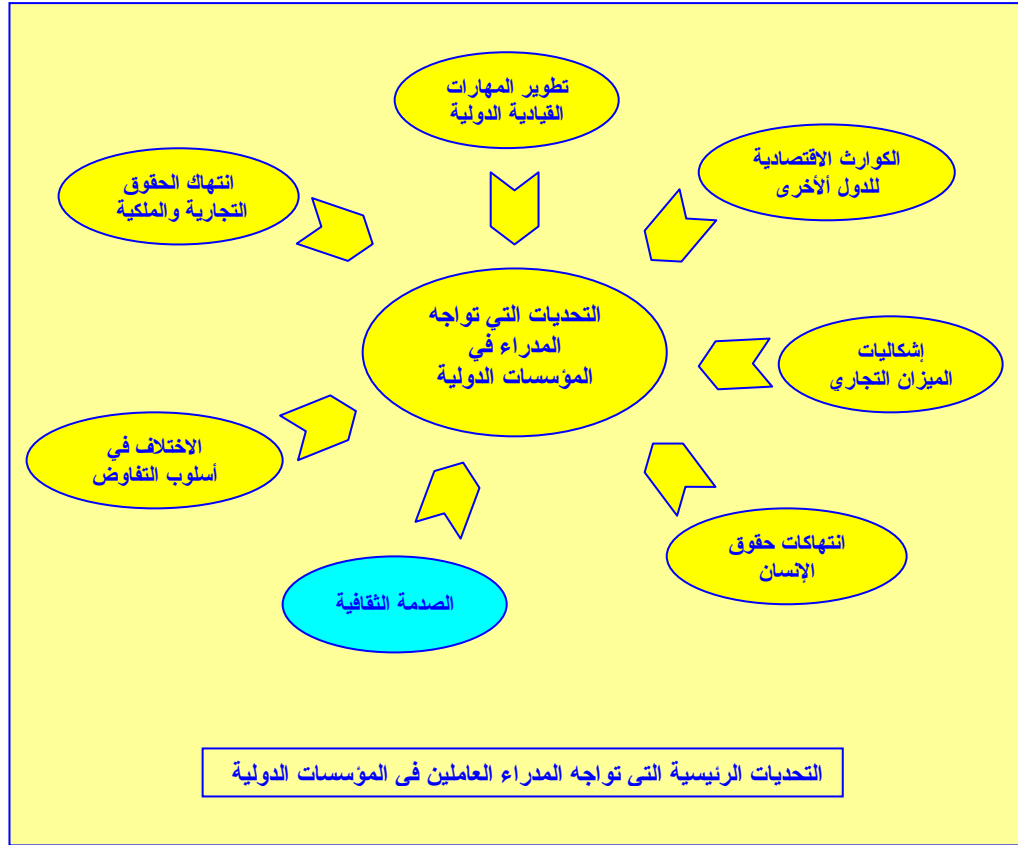 تطوير المهارات
القيادية الدولية
الكوارث الاقتصادية
للدول ألأخرى
انتهاك الحقوق
التجارية والملكية
التحديات التي تواجه
المدراء في
المؤسسات الدولية
إشكاليات
الميزان التجاري
الاختلاف في
أسلوب التفاوض
انتهاكات حقوق
الإنسان
الصدمة الثقافية
التحديات الرئيسية التى تواجه المدراء العاملين فى المؤسسات الدولية